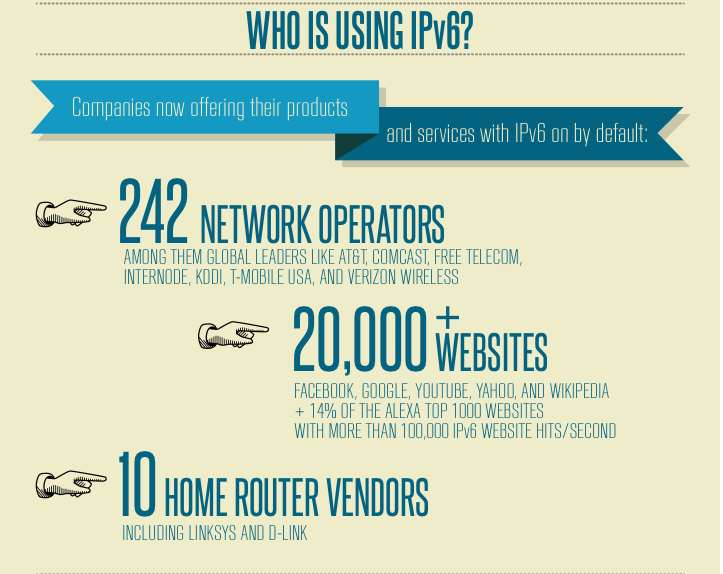 WHO IS USING IPv6?
Companies now offering their products
and services with IPv6 on by default:
242 NETWORK OPERATORS
AMONG THEM GLOBAL LEADERS LIKE AT&T, COMCAST, FREE TELECOM,
INTERNODE, KDDI, T-MOBILE USA, AND VERIZON WIRELESS
20,000+ WEBSITES
FACEBOOK, GOOGLE, YOUTUBE, YAHOO, AND WIKIPEDIA
+ 14% OF THE ALEXA TOP 1000 WEBSITES
WITH MORE THAN 100,000 IPv6 WEBSITE HITS/SECOND
10 HOME ROUTER VENDORS
INCLUDING LINKSYS AND D-LINK